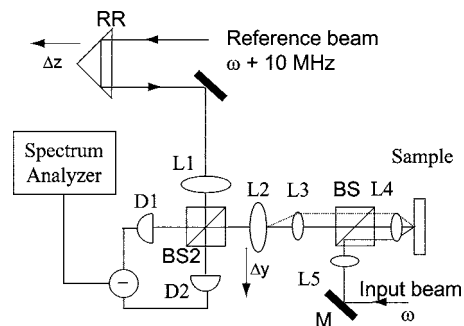 RR
Reference beam
Δz
ω + 10 MHz
Spectrum
Analyzer
Sample
L1
D1
L2
L3
BS
L4
BS2
D2
Δy
L5
Input beam
−
M
ω